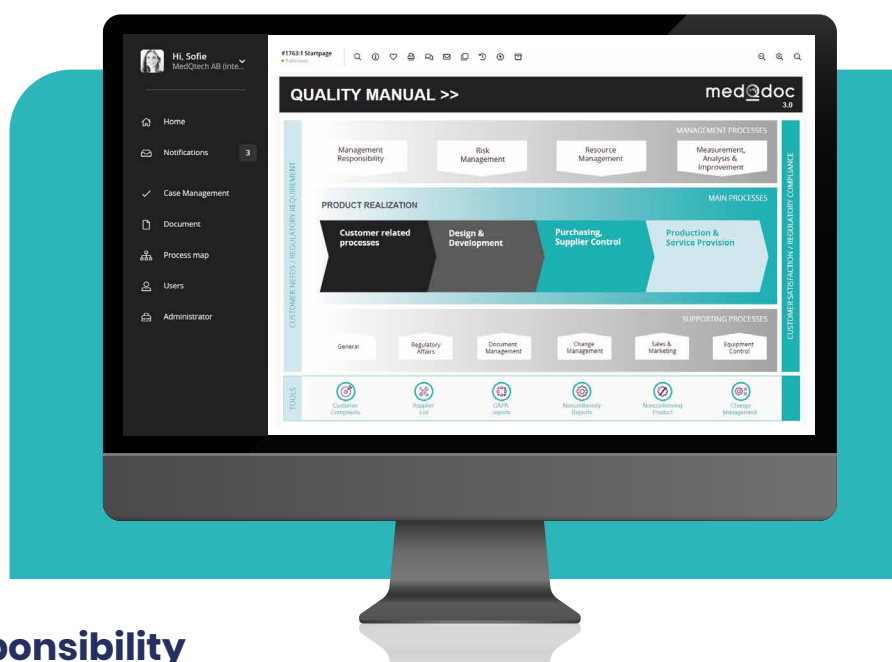 Hi, Sofie
MedQtech AB (Inte...
Home
Notifications 3
Case Management
Document
Process map
Users
Administrator
#1763:1 Startpage
QUALITY MANUAL >>
medQdoc
3.0
CUSTOMER NEEDS / REGULATORY REQUIREMENT
MANAGEMENT PROCESSES
Management
Responsibility
Risk
Management
Resource
Management
Measurement,
Analysis &
Improvement
PRODUCT REALIZATION
MAIN PROCESSES
Customer related
processes
Design &
Development
Purchasing,
Supplier Control
Production &
Service Provision
SUPPORTING PROCESSES
General
Regulatory
Affairs
Document
Management
Change
Management
Sales &
Marketing
Equipment
Control
CUSTOMER SATISFACTION / REGULATORY COMPLIANCE
TOOLS
Customer
Complaints
Supplier
List
CAPA
reports
Nonconformity
Reports
Nonconforming
Product
Change
Management
ponsibility